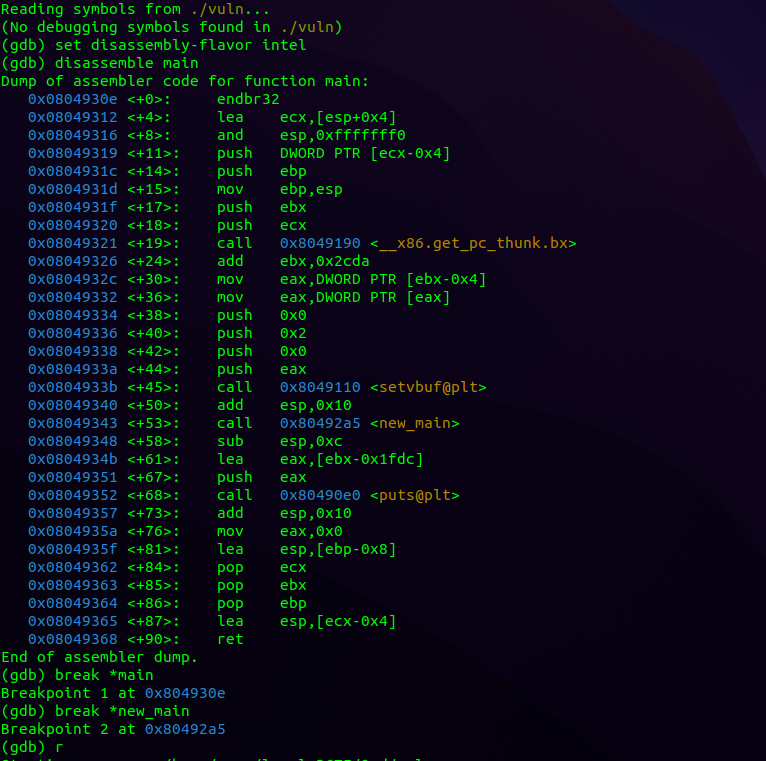 Reading symbols from ./vuln...
(No debugging symbols found in ./vuln)
(gdb) set disassembly-flavor intel
(gdb) disassemble main
Dump of assembler code for function main:
   0x0804930e <+0>:     endbr32
   0x08049312 <+4>:     lea    ecx,[esp+0x4]
   0x08049316 <+8>:     and    esp,0xfffffff0
   0x08049319 <+11>:    push   DWORD PTR [ecx-0x4]
   0x0804931c <+14>:    push   ebp
   0x0804931d <+15>:    mov    ebp,esp
   0x0804931f <+17>:    push   ebx
   0x08049320 <+18>:    push   ecx
   0x08049321 <+19>:    call   0x8049190 <__x86.get_pc_thunk.bx>
   0x08049326 <+24>:    add    ebx,0x2cda
   0x0804932c <+30>:    mov    eax,DWORD PTR [ebx-0x4]
   0x08049332 <+36>:    mov    eax,DWORD PTR [eax]
   0x08049334 <+38>:    push   0x0
   0x08049336 <+40>:    push   0x2
   0x08049338 <+42>:    push   0x0
   0x0804933a <+44>:    push   eax
   0x0804933b <+45>:    call   0x8049110 <setvbuf@plt>
   0x08049340 <+50>:    add    esp,0x10
   0x08049343 <+53>:    call   0x80492a5 <new_main>
   0x08049348 <+58>:    sub    esp,0xc
   0x0804934b <+61>:    lea    eax,[ebx-0x1fdc]
   0x08049351 <+67>:    push   eax
   0x08049352 <+68>:    call   0x80490e0 <puts@plt>
   0x08049357 <+73>:    add    esp,0x10
   0x0804935a <+76>:    mov    eax,0x0
   0x0804935f <+81>:    lea    esp,[ebp-0x8]
   0x08049362 <+84>:    pop    ecx
   0x08049363 <+85>:    pop    ebx
   0x08049364 <+86>:    pop    ebp
   0x08049365 <+87>:    lea    esp,[ecx-0x4]
   0x08049368 <+90>:    ret
End of assembler dump.
(gdb) break *main
Breakpoint 1 at 0x804930e
(gdb) break *new_main
Breakpoint 2 at 0x80492a5
(gdb) r